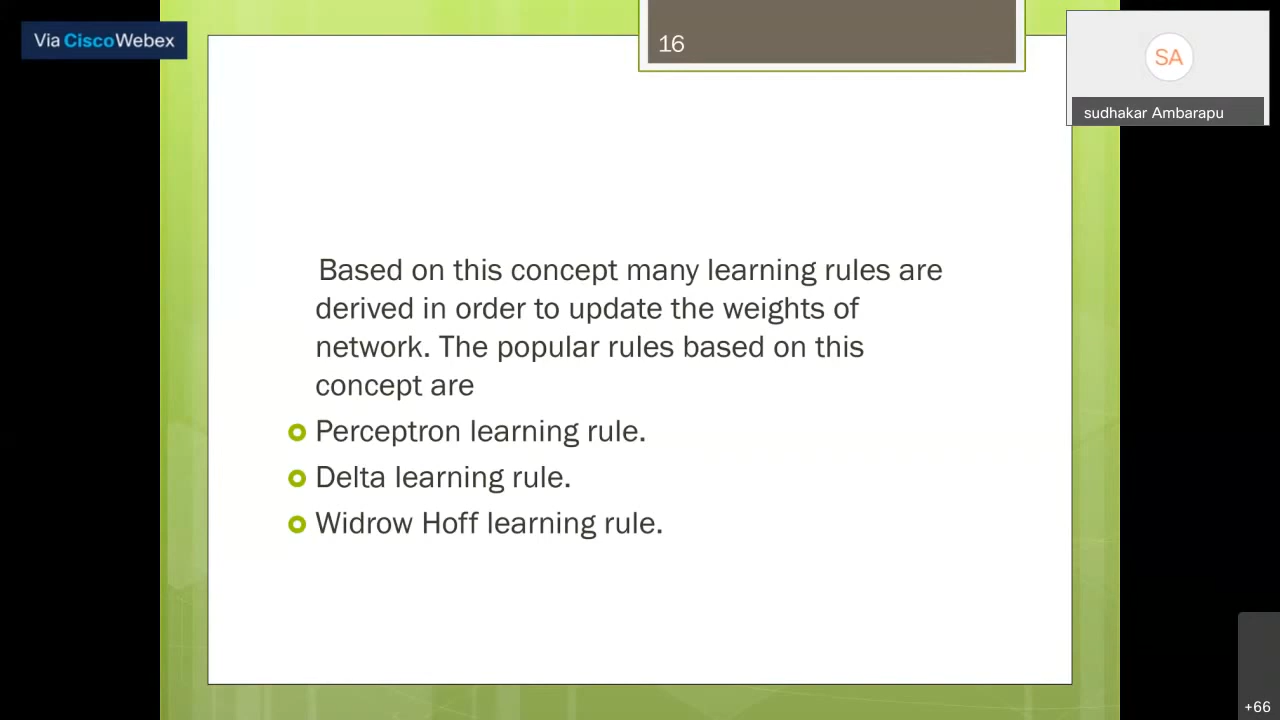 Via Cisco Webex
16
SA
sudhakar Ambarapu
Based on this concept many learning rules are
derived in order to update the weights of
network. The popular rules based on this
concept are
Perceptron learning rule.
Delta learning rule.
Widrow Hoff learning rule.
+66